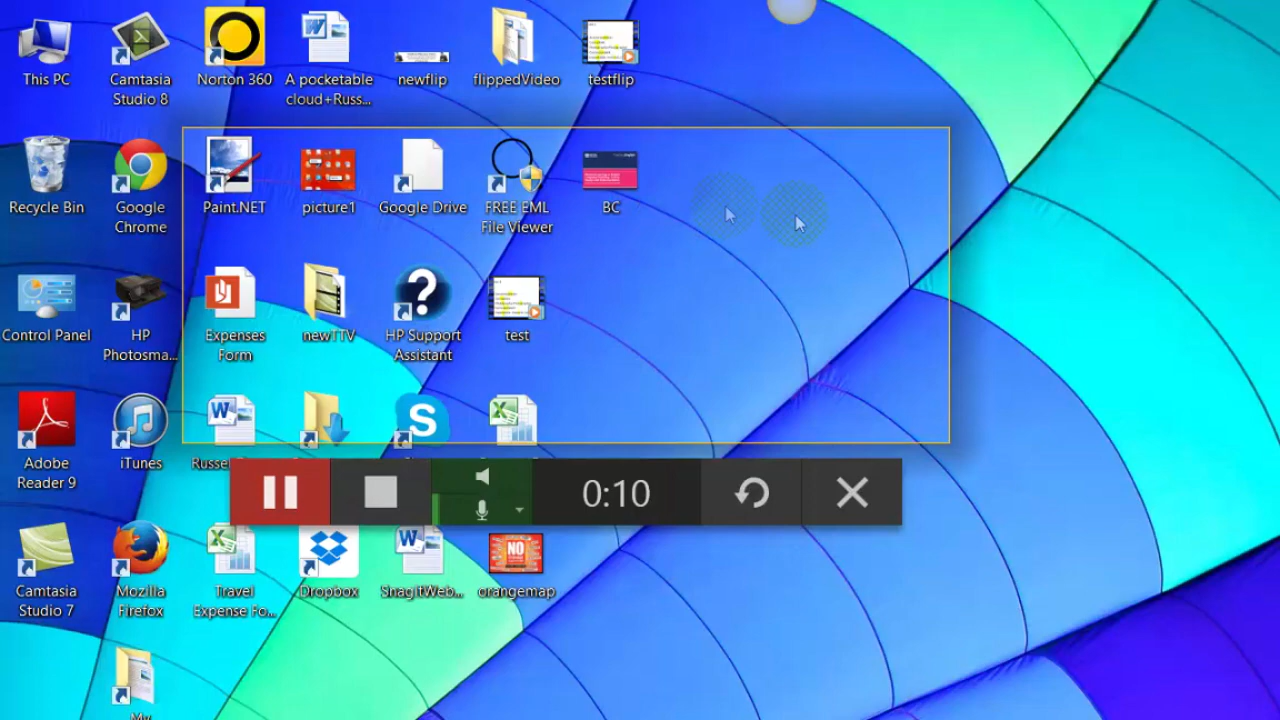 This PC
Camtasia
Studio 8
Norton 360
A pocketable
cloud+Russ...
newflip
flippedVideo
testflip
Recycle Bin
Google
Chrome
Paint.NET
picture1
Google Drive
FREE EML
File Viewer
BC
Control Panel
HP
Photosma...
Expenses
Form
newTTV
HP Support
Assistant
test
Adobe
Reader 9
iTunes
Russe
0:10
Camtasia
Studio 7
Mozilla
Firefox
Travel
Expense Fo...
Dropbox
SnagitWeb...
NO
orangemap
My